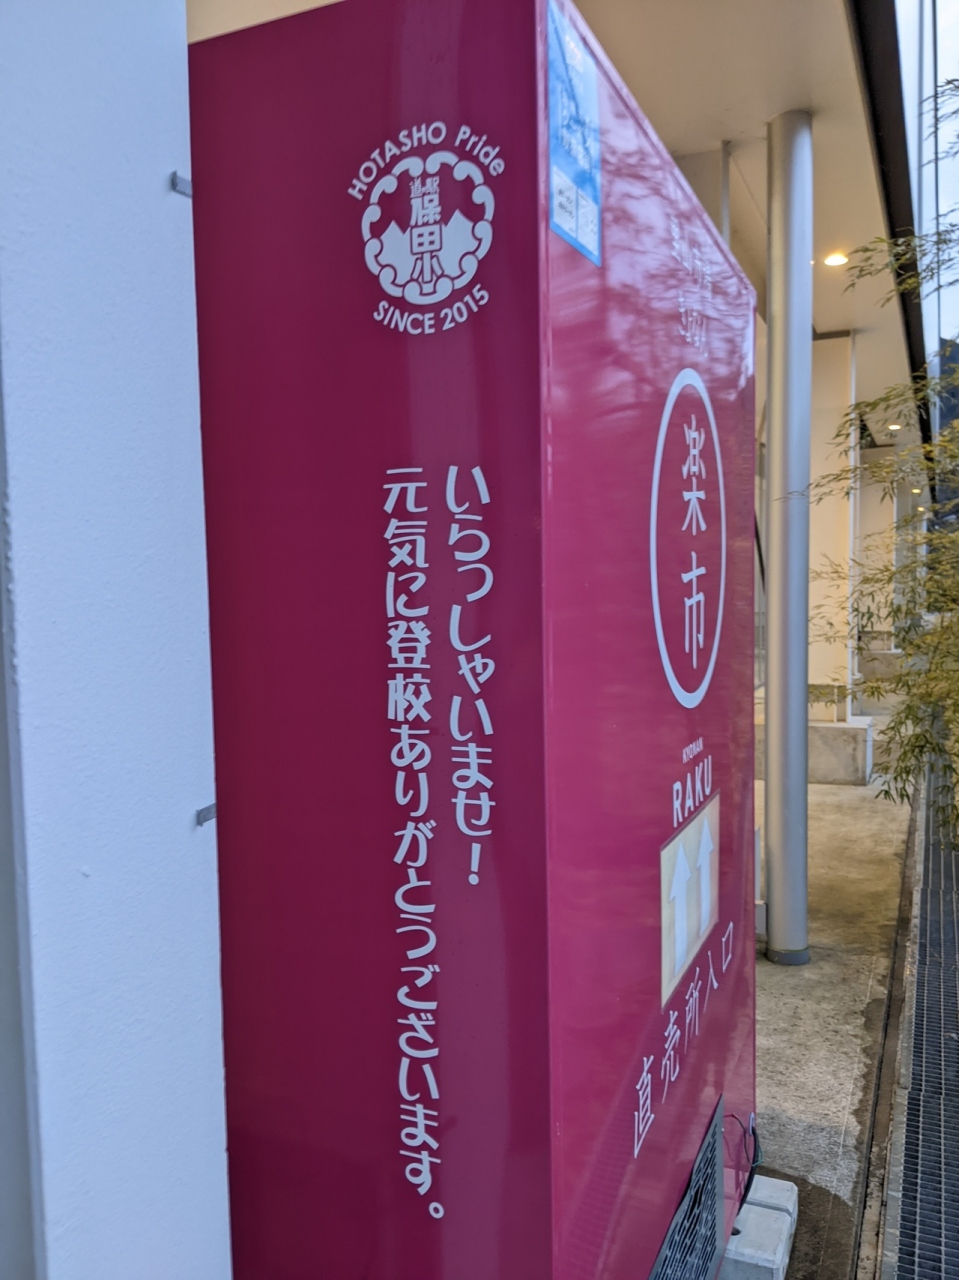 HOTASHO Pride
道の駅
保田小
SINCE 2015
いらっしゃいませ！
元気に登校ありがとうございます。
楽市
KYONAN
RAKU
直売所入口